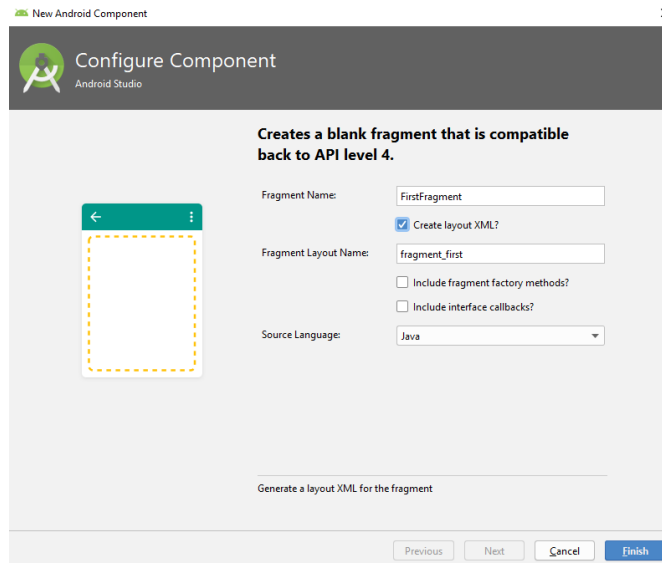 New Android Component
Configure Component
Android Studio
Creates a blank fragment that is compatible
back to API level 4.
Fragment Name:
FirstFragment
Create layout XML?
Fragment Layout Name:
fragment_first
Include fragment factory methods?
Include interface callbacks?
Source Language:
Java
Generate a layout XML for the fragment
Previous
Next
Cancel
Finish